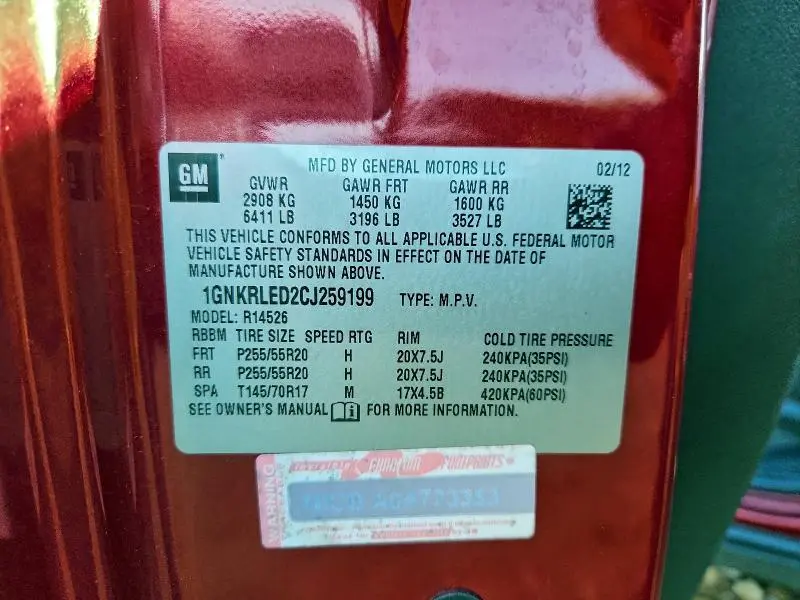 GM
MFD BY GENERAL MOTORS LLC 02/12
GVWR GAWR FRT GAWR RR
2908 KG 1450 KG 1600 KG
6411 LB 3196 LB 3527 LB
THIS VEHICLE CONFORMS TO ALL APPLICABLE U.S. FEDERAL MOTOR
VEHICLE SAFETY STANDARDS IN EFFECT ON THE DATE OF
MANUFACTURE SHOWN ABOVE.
1GNKRLED2CJ259199 TYPE: M.P.V.
MODEL: R14526
RBBM TIRE SIZE SPEED RTG RIM COLD TIRE PRESSURE
FRT P255/55R20 H 20X7.5J 240KPA(35PSI)
RR P255/55R20 H 20X7.5J 240KPA(35PSI)
SPA T145/70R17 M 17X4.5B 420KPA(60PSI)
SEE OWNER'S MANUAL FOR MORE INFORMATION.
WARNING
Invisible FOOTPRINTS